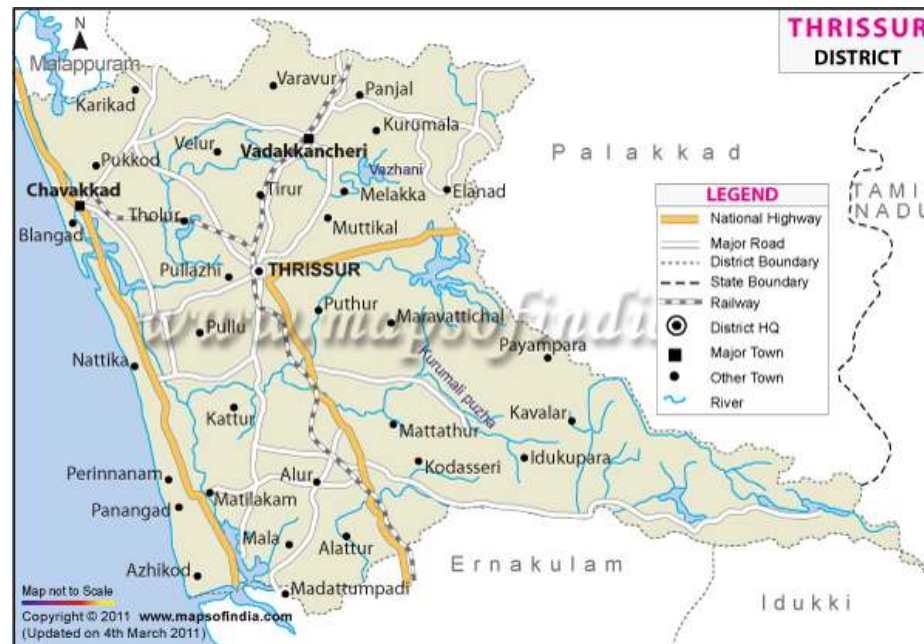 THRISSUR
DISTRICT
N
Malappuram
Karikad
Varavur
Panjal
Kurumala
Velur
Vadakkancheri
Pukkod
Vazhani
Palakkad
Chavakkad
Tirur
Melakka
Elanad
TAMI
NADU
Tholur
Blangad
Muttikal
Pullazhi
THRISSUR
Puthur
Maravattichal
Pullu
www.mapsofindia
Payampara
Nattika
Kurumali puzha
Kattur
Kavalar
Mattathur
Idukupara
Kodasseri
Perinnanam
Alur
Matilakam
Panangad
Mala
Alattur
Azhikod
Madattumpadi
Ernakulam
Idukki
LEGEND
National Highway
Major Road
District Boundary
State Boundary
Railway
District HQ
Major Town
Other Town
River
Map not to Scale
Copyright © 2011 www.mapsofindia.com
(Updated on 4th March 2011)